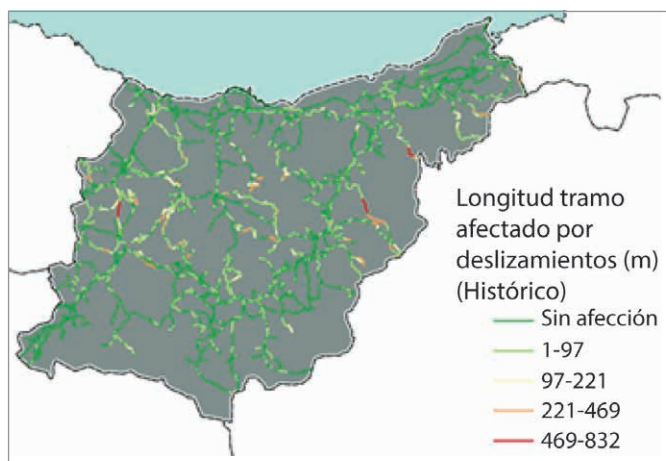 Longitud tramo
afectado por
deslizamientos (m)
(Histórico)
Sin afección
1-97
97-221
221-469
469-832